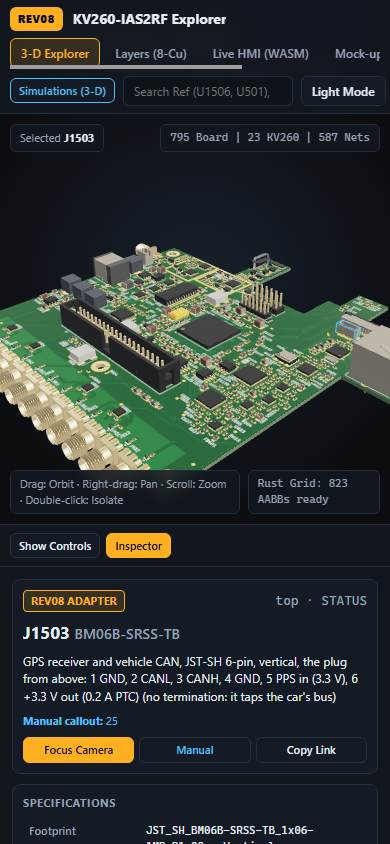 REV08 KV260-IAS2RF Explorer
3-D Explorer Layers (8-Cu) Live HMI (WASM) Mock-up
Simulations (3-D) Search Ref (U1506, U501), Light Mode
Selected J1503 795 Board | 23 KV260 | 587 Nets
Drag: Orbit · Right-drag: Pan · Scroll: Zoom
· Double-click: Isolate
Rust Grid: 823
AABBs ready
Show Controls Inspector
REV08 ADAPTER top · STATUS
J1503 BM06B-SRSS-TB
GPS receiver and vehicle CAN, JST-SH 6-pin, vertical, the plug
from above: 1 GND, 2 CANL, 3 CANH, 4 GND, 5 PPS in (3.3 V), 6
+3.3 V out (0.2 A PTC) (no termination: it taps the car's bus)
Manual callout: 25
Focus Camera Manual Copy Link
SPECIFICATIONS
Footprint JST_SH_BM06B-SRSS-TB_1x06-